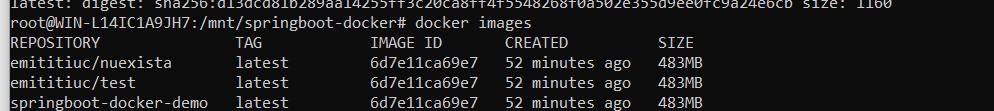 latest: digest: sha256:d13dcd81b289aa14255ff3c20ca8ff4f5548268f0a502e355d9ee0fc9a24e6cb size: 1160
root@WIN-L14IC1A9JH7:/mnt/springboot-docker# docker images
REPOSITORY TAG IMAGE ID CREATED SIZE
emititiuc/nuexista latest 6d7e11ca69e7 52 minutes ago 483MB
emititiuc/test latest 6d7e11ca69e7 52 minutes ago 483MB
springboot-docker-demo latest 6d7e11ca69e7 52 minutes ago 483MB